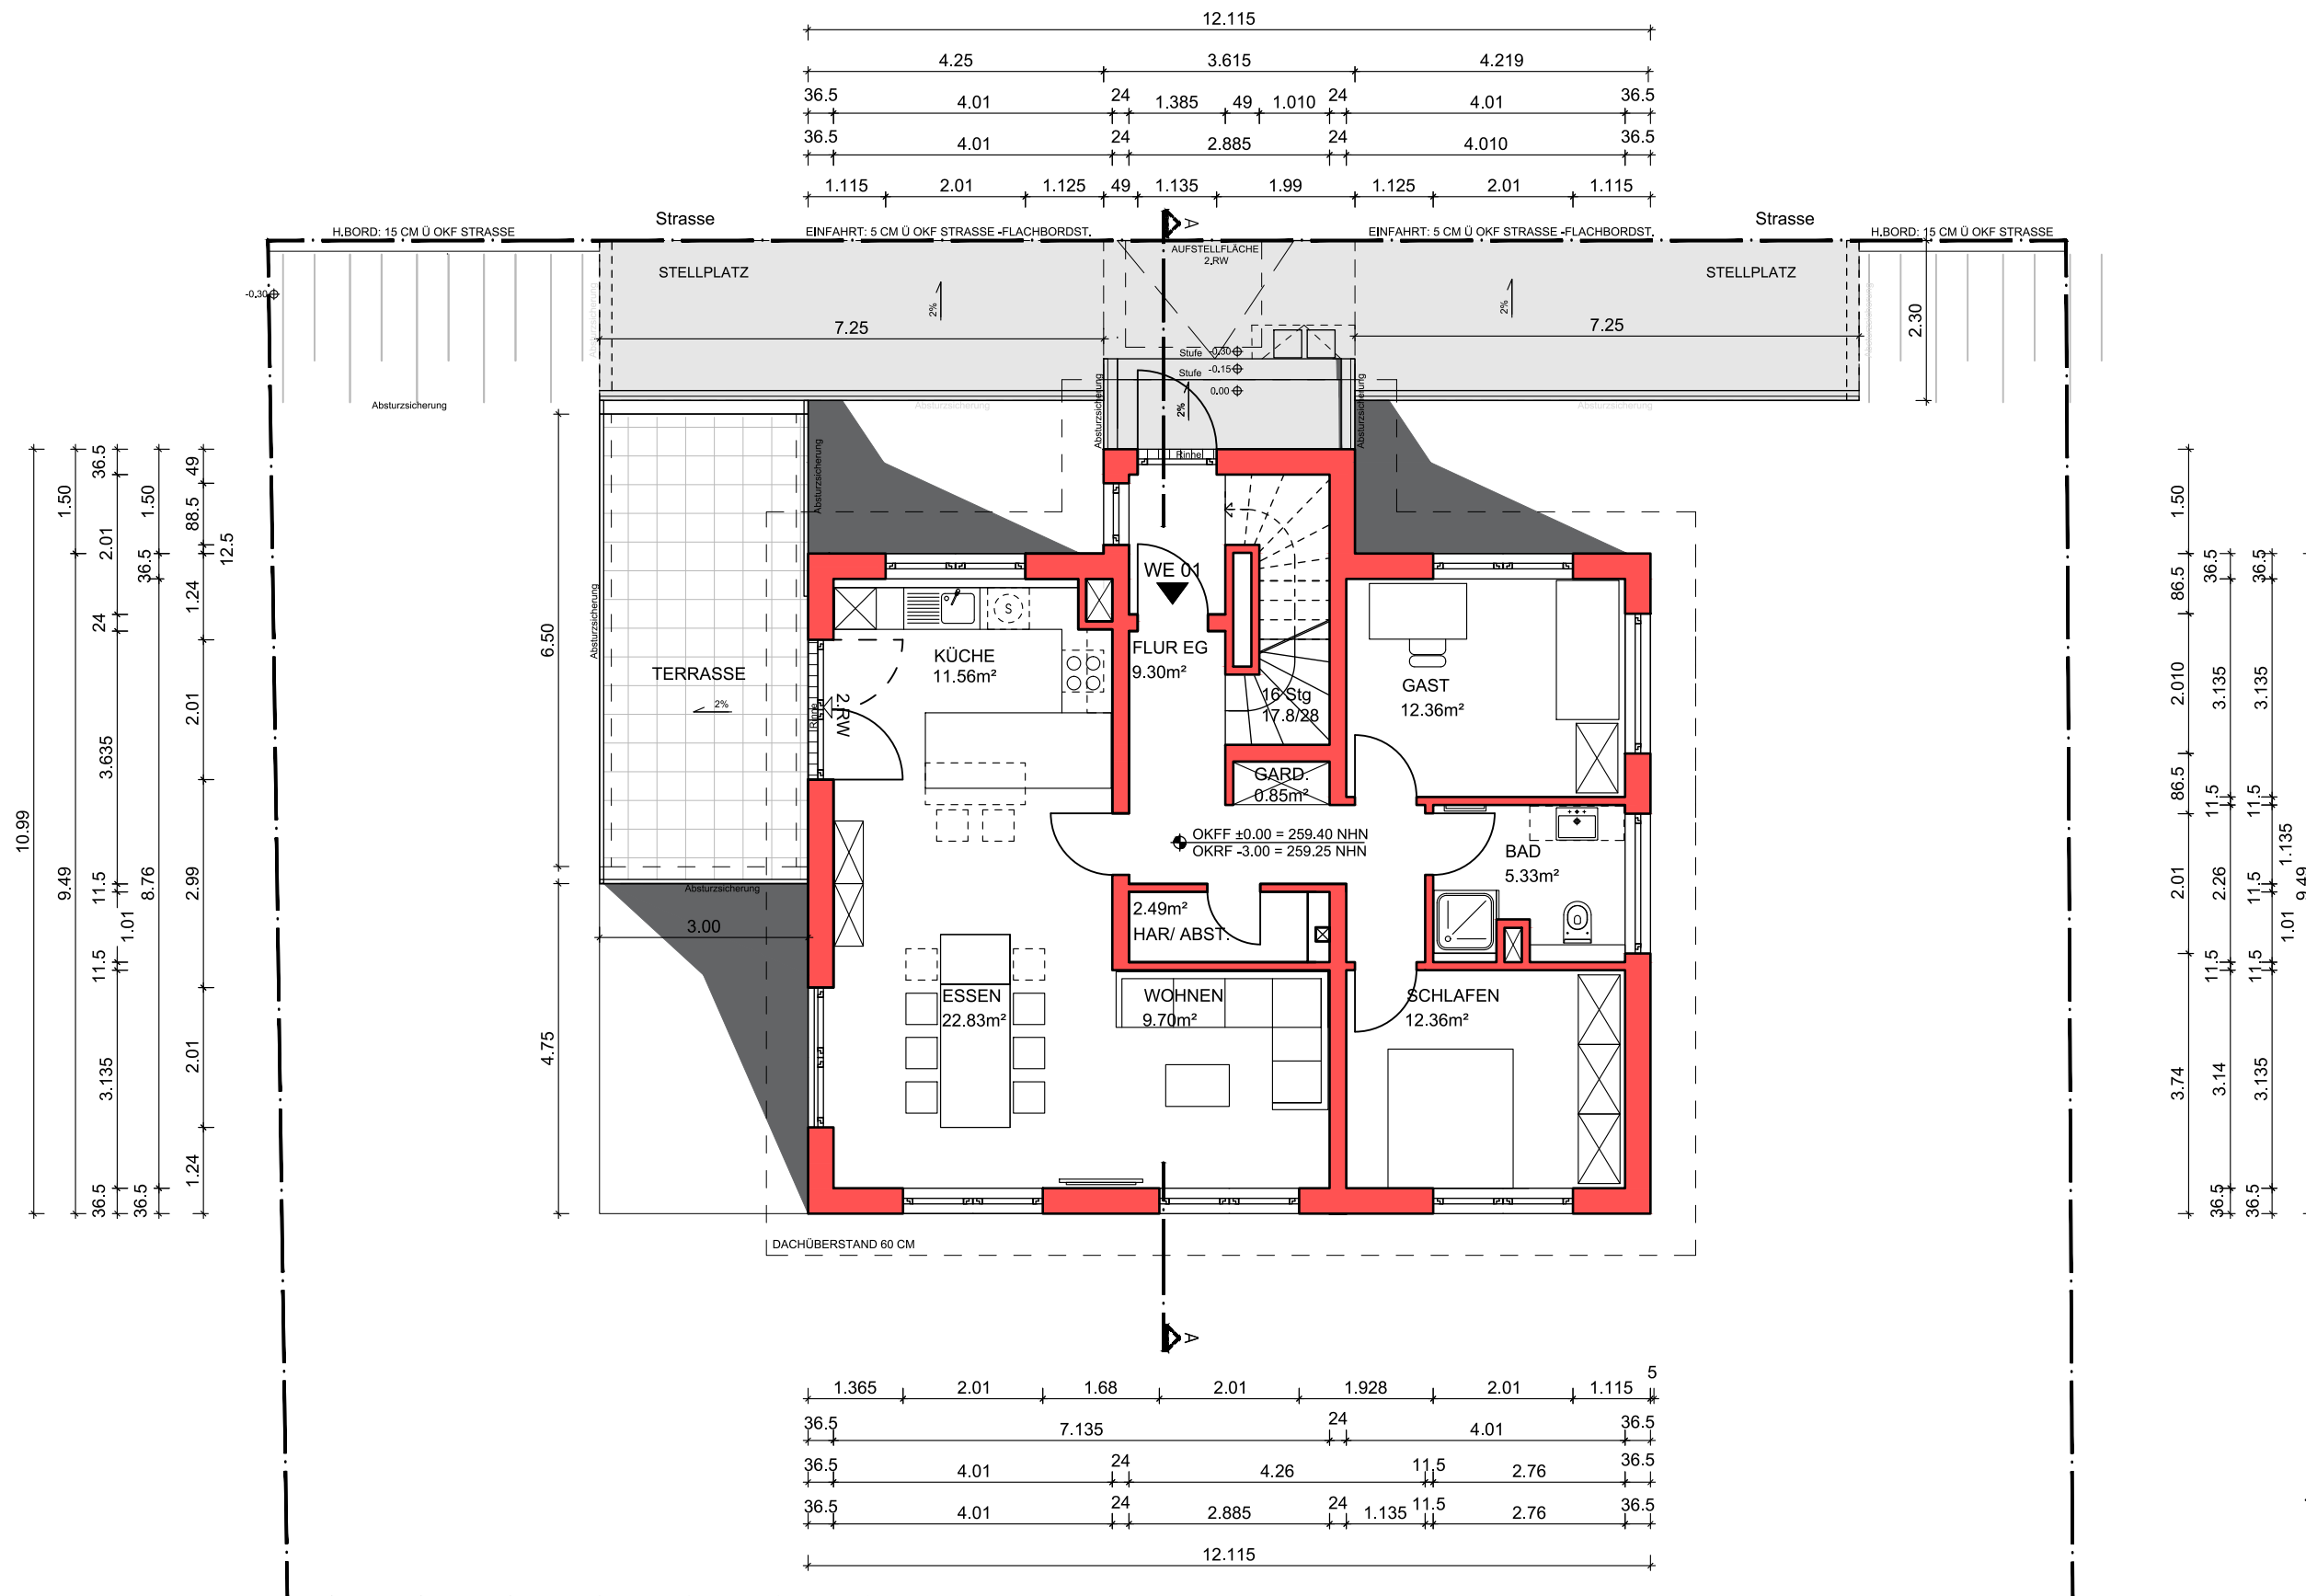 12.115
4.25 3.615 4.219
36.5 4.01 24 1.385 49 1.010 24 4.01 36.5
36.5 4.01 24 2.885 24 4.010 36.5
1.115 2.01 1.125 49 1.135 1.99 1.125 2.01 1.115
Strasse
Strasse
A
H.BORD: 15 CM Ü OKF STRASSE
EINFAHRT: 5 CM Ü OKF STRASSE -FLACHBORDST.
EINFAHRT: 5 CM Ü OKF STRASSE -FLACHBORDST.
H.BORD: 15 CM Ü OKF STRASSE
AUFSTELLFLÄCHE
2.RW
STELLPLATZ
STELLPLATZ
-0.30
2%
2%
Absturzsicherung
Absturzsicherung
7.25
7.25
2.30
Stufe -0.30
Stufe -0.15
0.00
2%
Absturzsicherung
Absturzsicherung
Absturzsicherung
Absturzsicherung
Absturzsicherung
Absturzsicherung
Absturzsicherung
Rinne
WE 01
S
KÜCHE
11.56m²
FLUR EG
9.30m²
TERRASSE
2%
Rinne
2.RW
16 Stg
17.8/28
GAST
12.36m²
GARD.
0.85m²
OKFF ±0.00 = 259.40 NHN
OKRF -3.00 = 259.25 NHN
BAD
5.33m²
2.49m²
HAR/ ABST.
Absturzsicherung
3.00
ESSEN
22.83m²
WOHNEN
9.70m²
SCHLAFEN
12.36m²
DACHÜBERSTAND 60 CM
A
10.99
1.50 9.49
36.5 2.01 24 3.635 11.5 1.01 11.5 3.135 36.5
1.50 36.5 8.76 36.5
49 88.5 12.5 1.24 2.01 2.99 2.01 1.24
6.50 4.75
Absturzsicherung
1.50 86.5 2.010 86.5 2.01 3.74
36.5 3.135 11.5 2.26 11.5 3.14 36.5
36.5 3.135 11.5 1.135 11.5 1.01 11.5 3.135 36.5
9.49
1.365 2.01 1.68 2.01 1.928 2.01 1.115 5
36.5 7.135 24 4.01 36.5
36.5 4.01 24 4.26 11.5 2.76 36.5
36.5 4.01 24 2.885 24 1.135 11.5 2.76 36.5
12.115